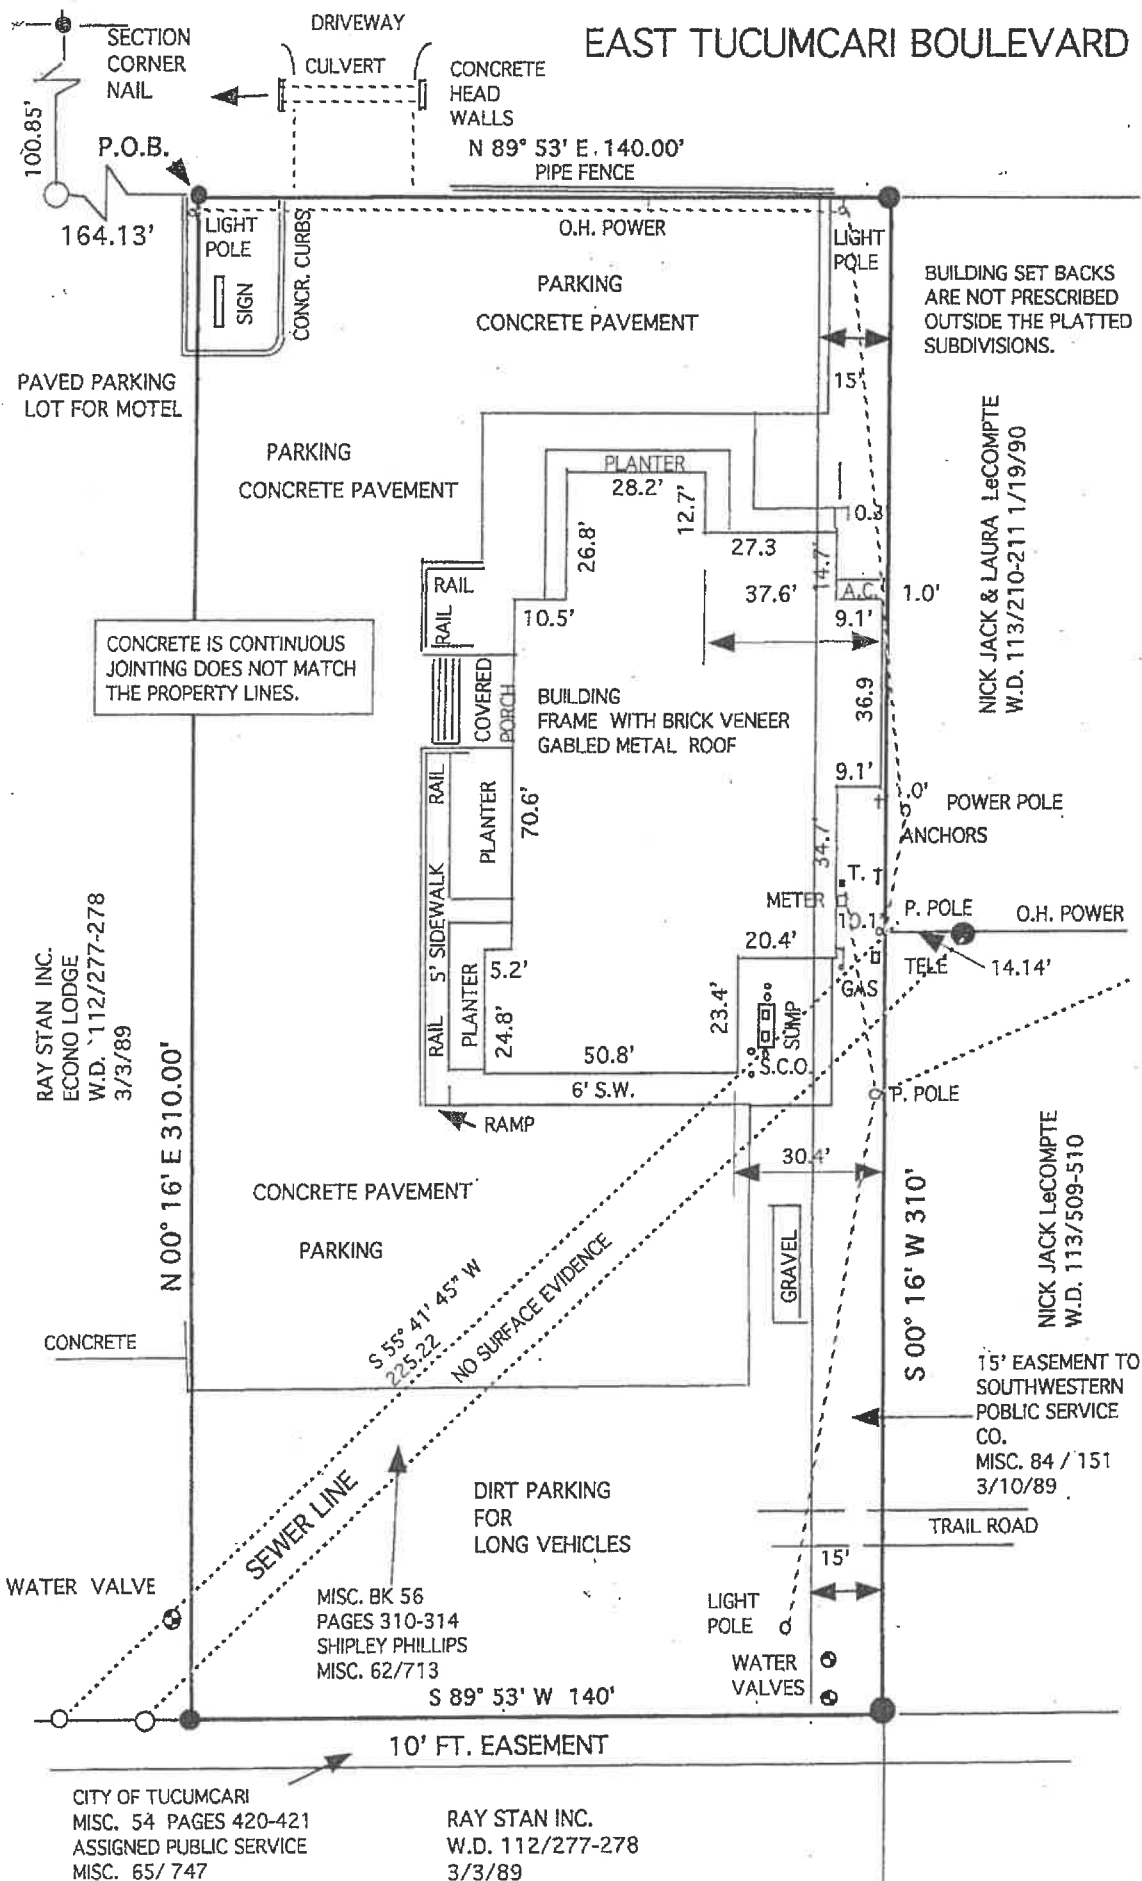 EAST TUCUMCARI BOULEVARD
DRIVEWAY
SECTION
CORNER
NAIL
CULVERT
CONCRETE
HEAD
WALLS
100.85'
P.O.B.
N 89° 53' E. 140.00'
PIPE FENCE
164.13'
LIGHT
POLE
SIGN
CONCR. CURBS
O.H. POWER
LIGHT
POLE
PARKING
CONCRETE PAVEMENT
BUILDING SET BACKS
ARE NOT PRESCRIBED
OUTSIDE THE PLATTED
SUBDIVISIONS.
15'
PAVED PARKING
LOT FOR MOTEL
PARKING
CONCRETE PAVEMENT
NICK JACK & LAURA LeCOMPTE
W.D. 113/210-211 1/19/90
PLANTER
28.2'
12.7'
26.8'
27.3
14.7'
37.6'
A.C.
9.1'
1.0'
RAIL
RAIL
10.5'
CONCRETE IS CONTINUOUS
JOINTING DOES NOT MATCH
THE PROPERTY LINES.
COVERED
PORCH
BUILDING
FRAME WITH BRICK VENEER
GABLED METAL ROOF
36.9
9.1'
RAIL
PLANTER
70.6'
34.7'
POWER POLE
ANCHORS
T.
METER
10.1'
P. POLE
O.H. POWER
5' SIDEWALK
20.4'
TELE
14.14'
GAS
5.2'
RAIL
PLANTER
24.8'
23.4'
SUMP
S.C.O.
50.8'
6' S.W.
P. POLE
RAMP
RAY STAN INC.
ECONO LODGE
W.D. 112/277-278
3/3/89
N 00° 16' E 310.00'
30.4'
CONCRETE PAVEMENT
PARKING
GRAVEL
S 00° 16' W 310'
NICK JACK LeCOMPTE
W.D. 113/509-510
S 55° 41' 45" W
225.22
NO SURFACE EVIDENCE
CONCRETE
15' EASEMENT TO
SOUTHWESTERN
POBLIC SERVICE
CO.
MISC. 84 / 151
3/10/89
SEWER LINE
DIRT PARKING
FOR
LONG VEHICLES
TRAIL ROAD
15'
WATER VALVE
MISC. BK 56
PAGES 310-314
SHIPLEY PHILLIPS
MISC. 62/713
LIGHT
POLE
WATER
VALVES
S 89° 53' W 140'
10' FT. EASEMENT
CITY OF TUCUMCARI
MISC. 54 PAGES 420-421
ASSIGNED PUBLIC SERVICE
MISC. 65/ 747
RAY STAN INC.
W.D. 112/277-278
3/3/89